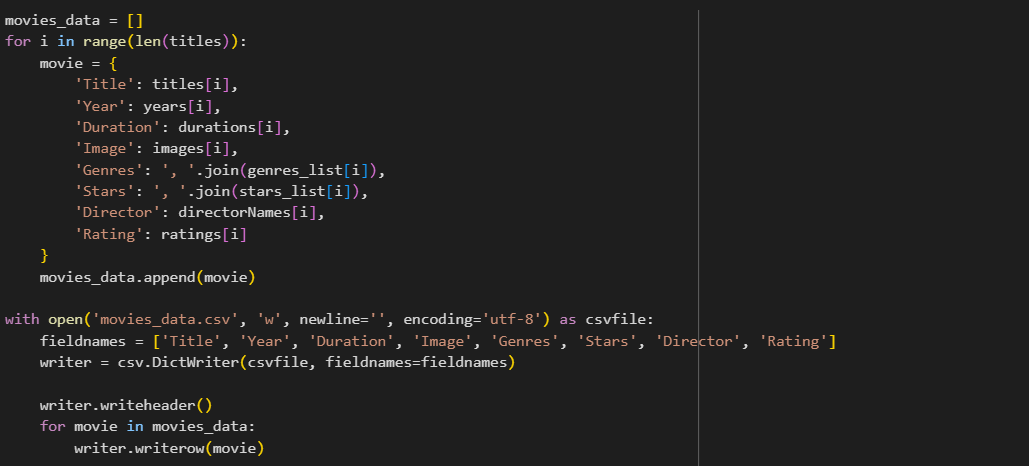 movies_data = []
for i in range(len(titles)):
    movie = {
        'Title': titles[i],
        'Year': years[i],
        'Duration': durations[i],
        'Image': images[i],
        'Genres': ', '.join(genres_list[i]),
        'Stars': ', '.join(stars_list[i]),
        'Director': directorNames[i],
        'Rating': ratings[i]
    }
    movies_data.append(movie)

with open('movies_data.csv', 'w', newline='', encoding='utf-8') as csvfile:
    fieldnames = ['Title', 'Year', 'Duration', 'Image', 'Genres', 'Stars', 'Director', 'Rating']
    writer = csv.DictWriter(csvfile, fieldnames=fieldnames)

    writer.writeheader()
    for movie in movies_data:
        writer.writerow(movie)